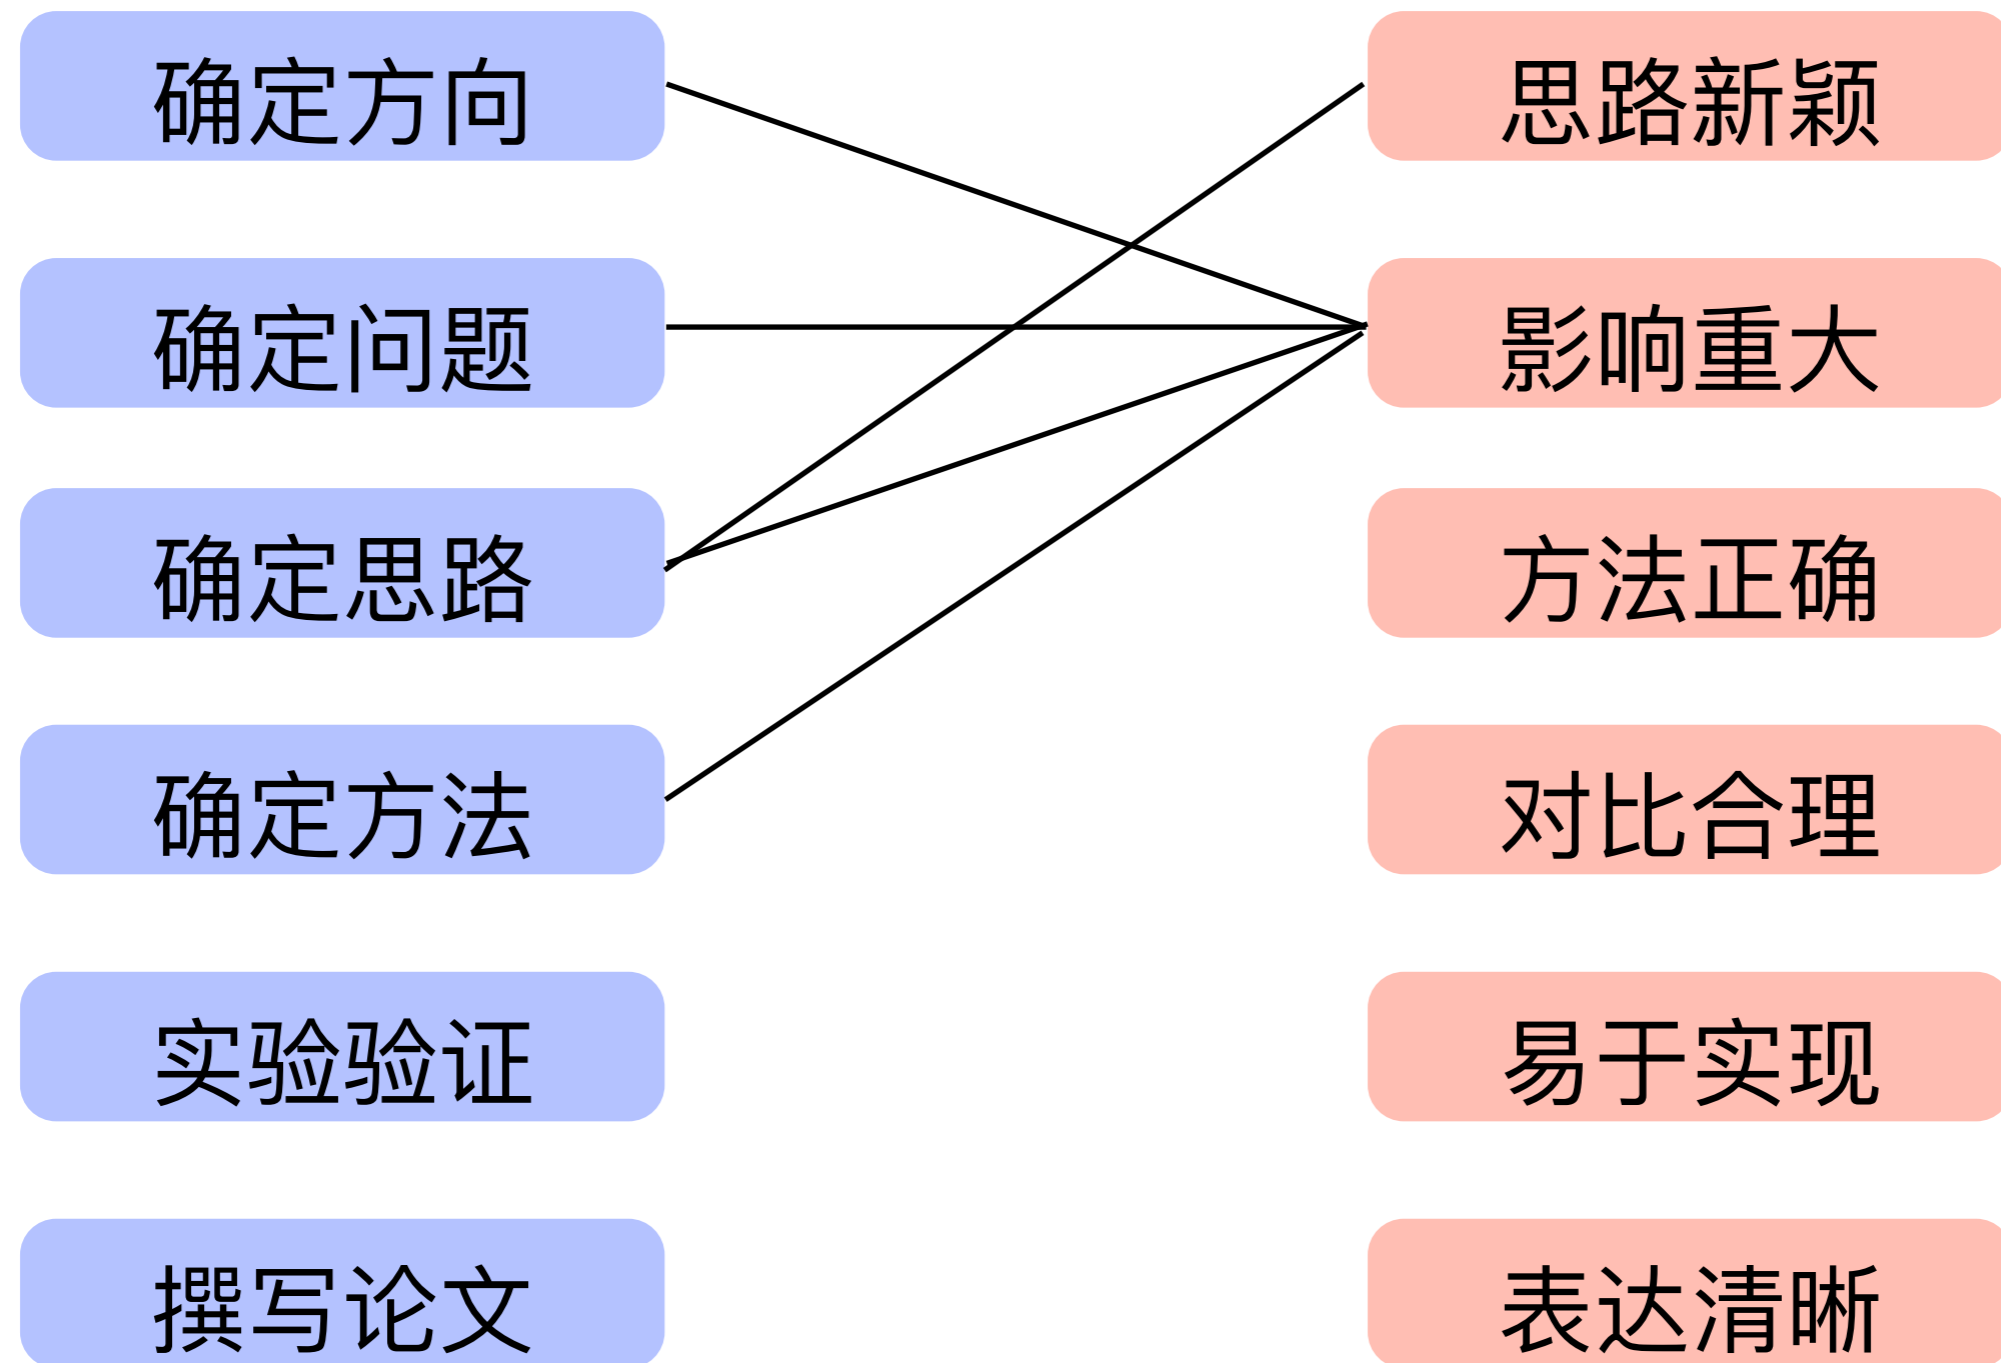 确定方向
思路新颖
确定问题
影响重大
确定思路
方法正确
确定方法
对比合理
实验验证
易于实现
撰写论文
表达清晰